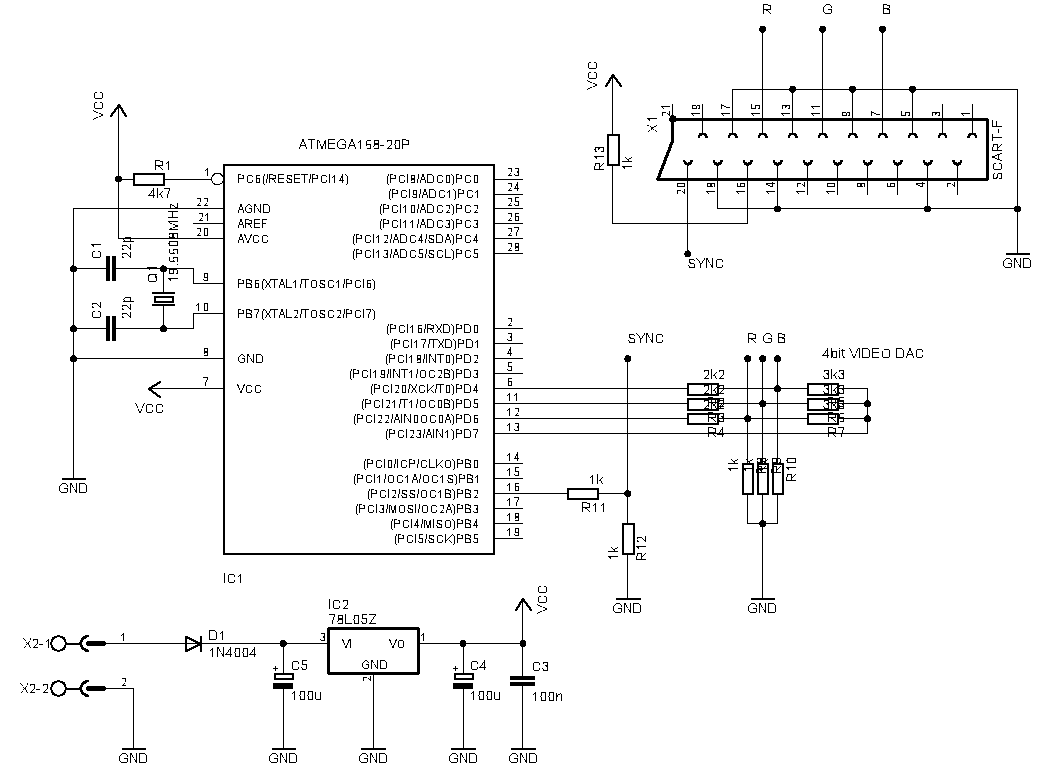 R G B
VCC
X1
21 19 17 15 13 11 9 7 5 3 1
SCART-F
R13
1k
20 18 16 14 12 10 8 6 4 2
SYNC
GND
VCC
ATMEGA168-20P
R1
4k7
1 PC6(/RESET/PCI14)
22 AGND
21 AREF
20 AVCC
9 PB6(XTAL1/TOSC1/PCI6)
10 PB7(XTAL2/TOSC2/PCI7)
8 GND
7 VCC
C1
22p
Q1
C2
22p
VCC
GND
(PCI8/ADC0)PC0 23
(PCI9/ADC1)PC1 24
(PCI10/ADC2)PC2 25
(PCI11/ADC3)PC3 26
(PCI12/ADC4/SDA)PC4 27
(PCI13/ADC5/SCL)PC5 28
(PCI16/RXD)PD0 2
(PCI17/TXD)PD1 3
(PCI18/INT0)PD2 4
(PCI19/INT1/OC2B)PD3 5
(PCI20/XCK/T0)PD4 6
(PCI21/T1/OC0B)PD5 11
(PCI22/AIN0OC0A)PD6 12
(PCI23/AIN1)PD7 13
(PCI0/ICP/CLKO)PB0 14
(PCI1/OC1A/OC1S)PB1 15
(PCI2/SS/OC1B)PB2 16
(PCI3/MOSI/OC2A)PB3 17
(PCI4/MISO)PB4 18
(PCI5/SCK)PB5 19
IC1
SYNC
R G B
4bit VIDEO DAC
2k2
3k3
R4
R7
1k
R10
1k
R11
1k
R12
GND
GND
IC2
78L05Z
X2-1 1
D1
1N4004
3 VI VO 1
GND
2
C5
100u
C4
100u
C3
100n
VCC
X2-2 2
GND
GND
GND
GND
GND